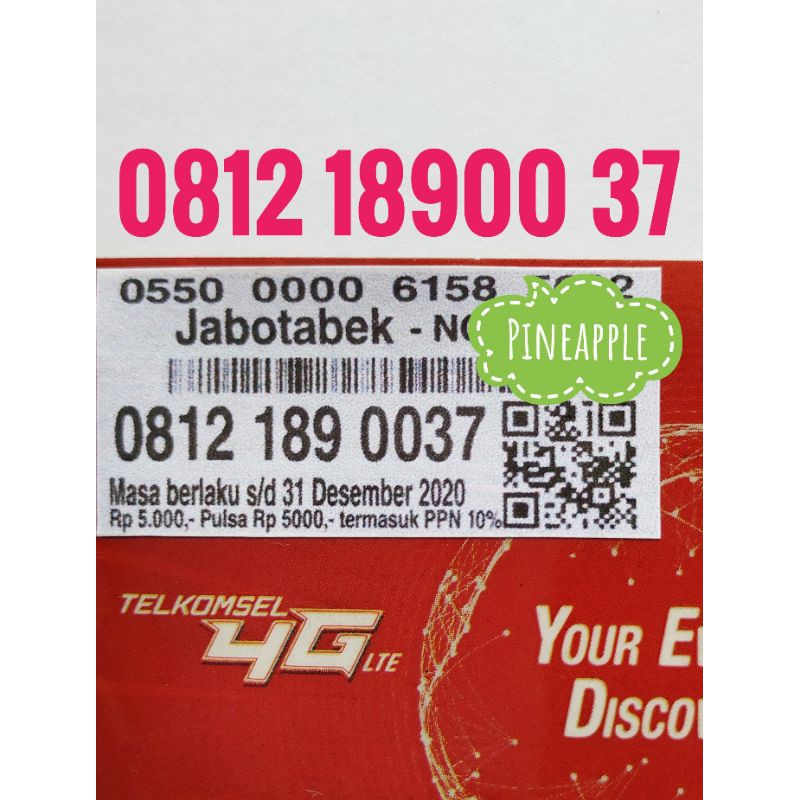 0812 18900 37
0550 0000 6158
Jabotabek -
PINEAPPLE
0812 189 0037
Masa berlaku s/d 31 Desember 2020
Rp 5.000,- Pulsa Rp 5000,- termasuk PPN 10%
TELKOMSEL
4G LTE
YOUR